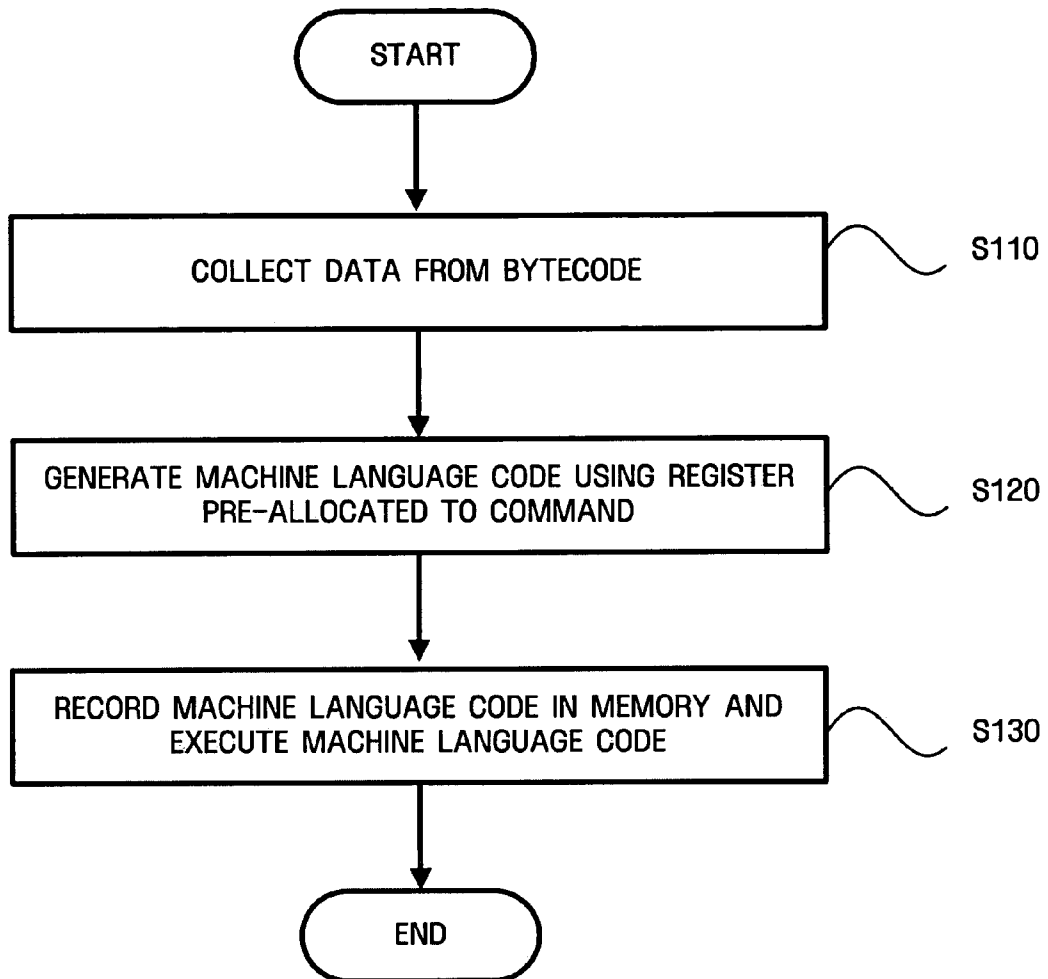 START
COLLECT DATA FROM BYTECODE
S110
GENERATE MACHINE LANGUAGE CODE USING REGISTER
PRE-ALLOCATED TO COMMAND
S120
RECORD MACHINE LANGUAGE CODE IN MEMORY AND
EXECUTE MACHINE LANGUAGE CODE
S130
END